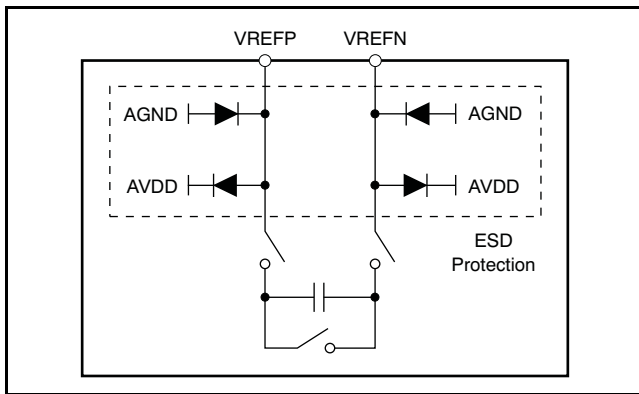 VREFP VREFN
AGND AGND
AVDD AVDD
ESD
Protection